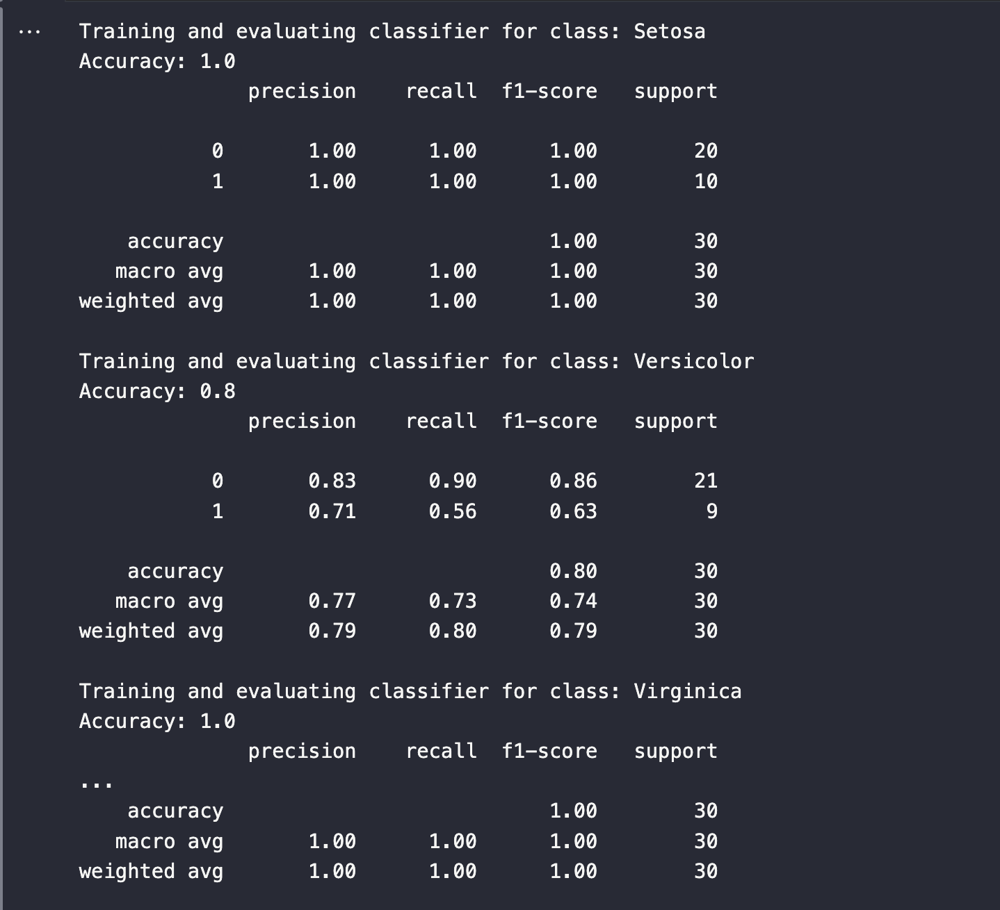 ...
Training and evaluating classifier for class: Setosa
Accuracy: 1.0
              precision    recall  f1-score   support

           0       1.00      1.00      1.00        20
           1       1.00      1.00      1.00        10

    accuracy                           1.00        30
   macro avg       1.00      1.00      1.00        30
weighted avg       1.00      1.00      1.00        30

Training and evaluating classifier for class: Versicolor
Accuracy: 0.8
              precision    recall  f1-score   support

           0       0.83      0.90      0.86        21
           1       0.71      0.56      0.63         9

    accuracy                           0.80        30
   macro avg       0.77      0.73      0.74        30
weighted avg       0.79      0.80      0.79        30

Training and evaluating classifier for class: Virginica
Accuracy: 1.0
              precision    recall  f1-score   support
...
    accuracy                           1.00        30
   macro avg       1.00      1.00      1.00        30
weighted avg       1.00      1.00      1.00        30